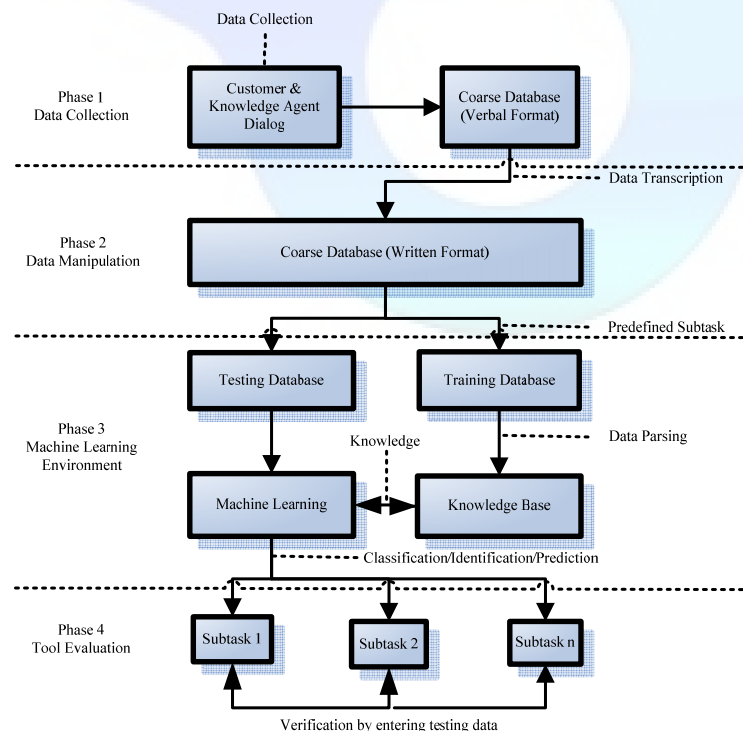 Data Collection
Phase 1
Data Collection
Customer &
Knowledge Agent
Dialog
Coarse Database
(Verbal Format)
Data Transcription
Phase 2
Data Manipulation
Coarse Database (Written Format)
Predefined Subtask
Testing Database
Training Database
Phase 3
Machine Learning
Environment
Knowledge
Data Parsing
Machine Learning
Knowledge Base
Classification/Identification/Prediction
Phase 4
Tool Evaluation
Subtask 1
Subtask 2
Subtask n
Verification by entering testing data